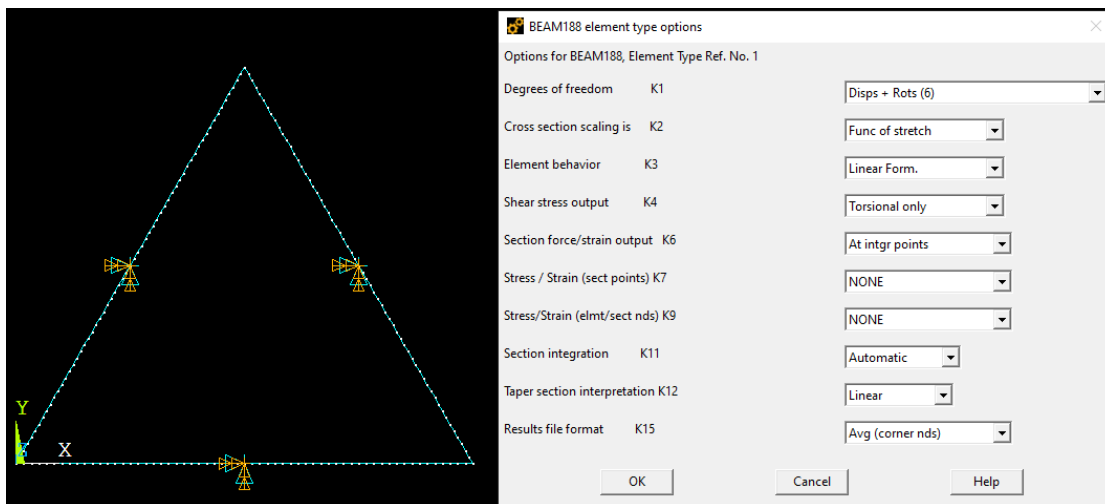 BEAM188 element type options
Options for BEAM188, Element Type Ref. No. 1
Degrees of freedom K1 Disps + Rots (6)
Cross section scaling is K2 Func of stretch
Element behavior K3 Linear Form.
Shear stress output K4 Torsional only
Section force/strain output K6 At intgr points
Stress / Strain (sect points) K7 NONE
Stress/Strain (elmt/sect nds) K9 NONE
Section integration K11 Automatic
Taper section interpretation K12 Linear
Results file format K15 Avg (corner nds)
OK Cancel Help
Y
X